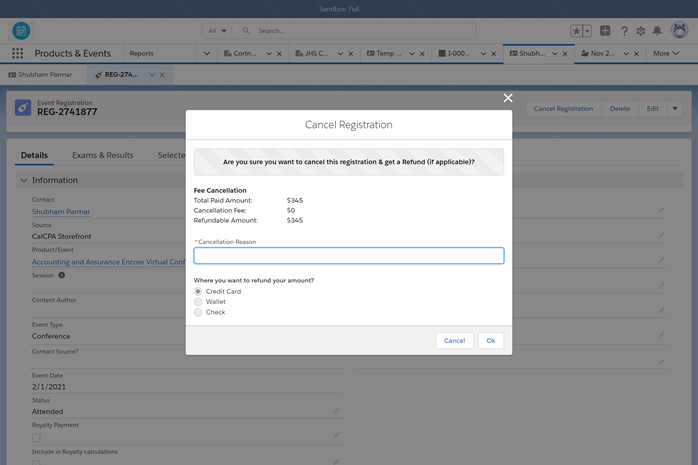 Sandbox: Full
All
Search...
Products & Events
Reports
Cortn...
JHS C...
Temp ...
I-000...
Shubh...
Nov 2...
More
Shubham Parmar
REG-274...
Event Registration
REG-2741877
Cancel Registration
Delete
Edit
Details
Exams & Results
Selecte
Information
Contact
Shubham Parmar
Source
CalCPA Storefront
Product/Event
Accounting and Assurance Encore Virtual Conf
Session
Content Author
Event Type
Conference
Contact Source?
Event Date
2/1/2021
Status
Attended
Royalty Payment
Include in Royalty calculations
Cancel Registration
Are you sure you want to cancel this registration & get a Refund (if applicable)?
Fee Cancellation
Total Paid Amount: $345
Cancellation Fee: $0
Refundable Amount: $345
* Cancellation Reason
Where you want to refund your amount?
Credit Card
Wallet
Check
Cancel
Ok